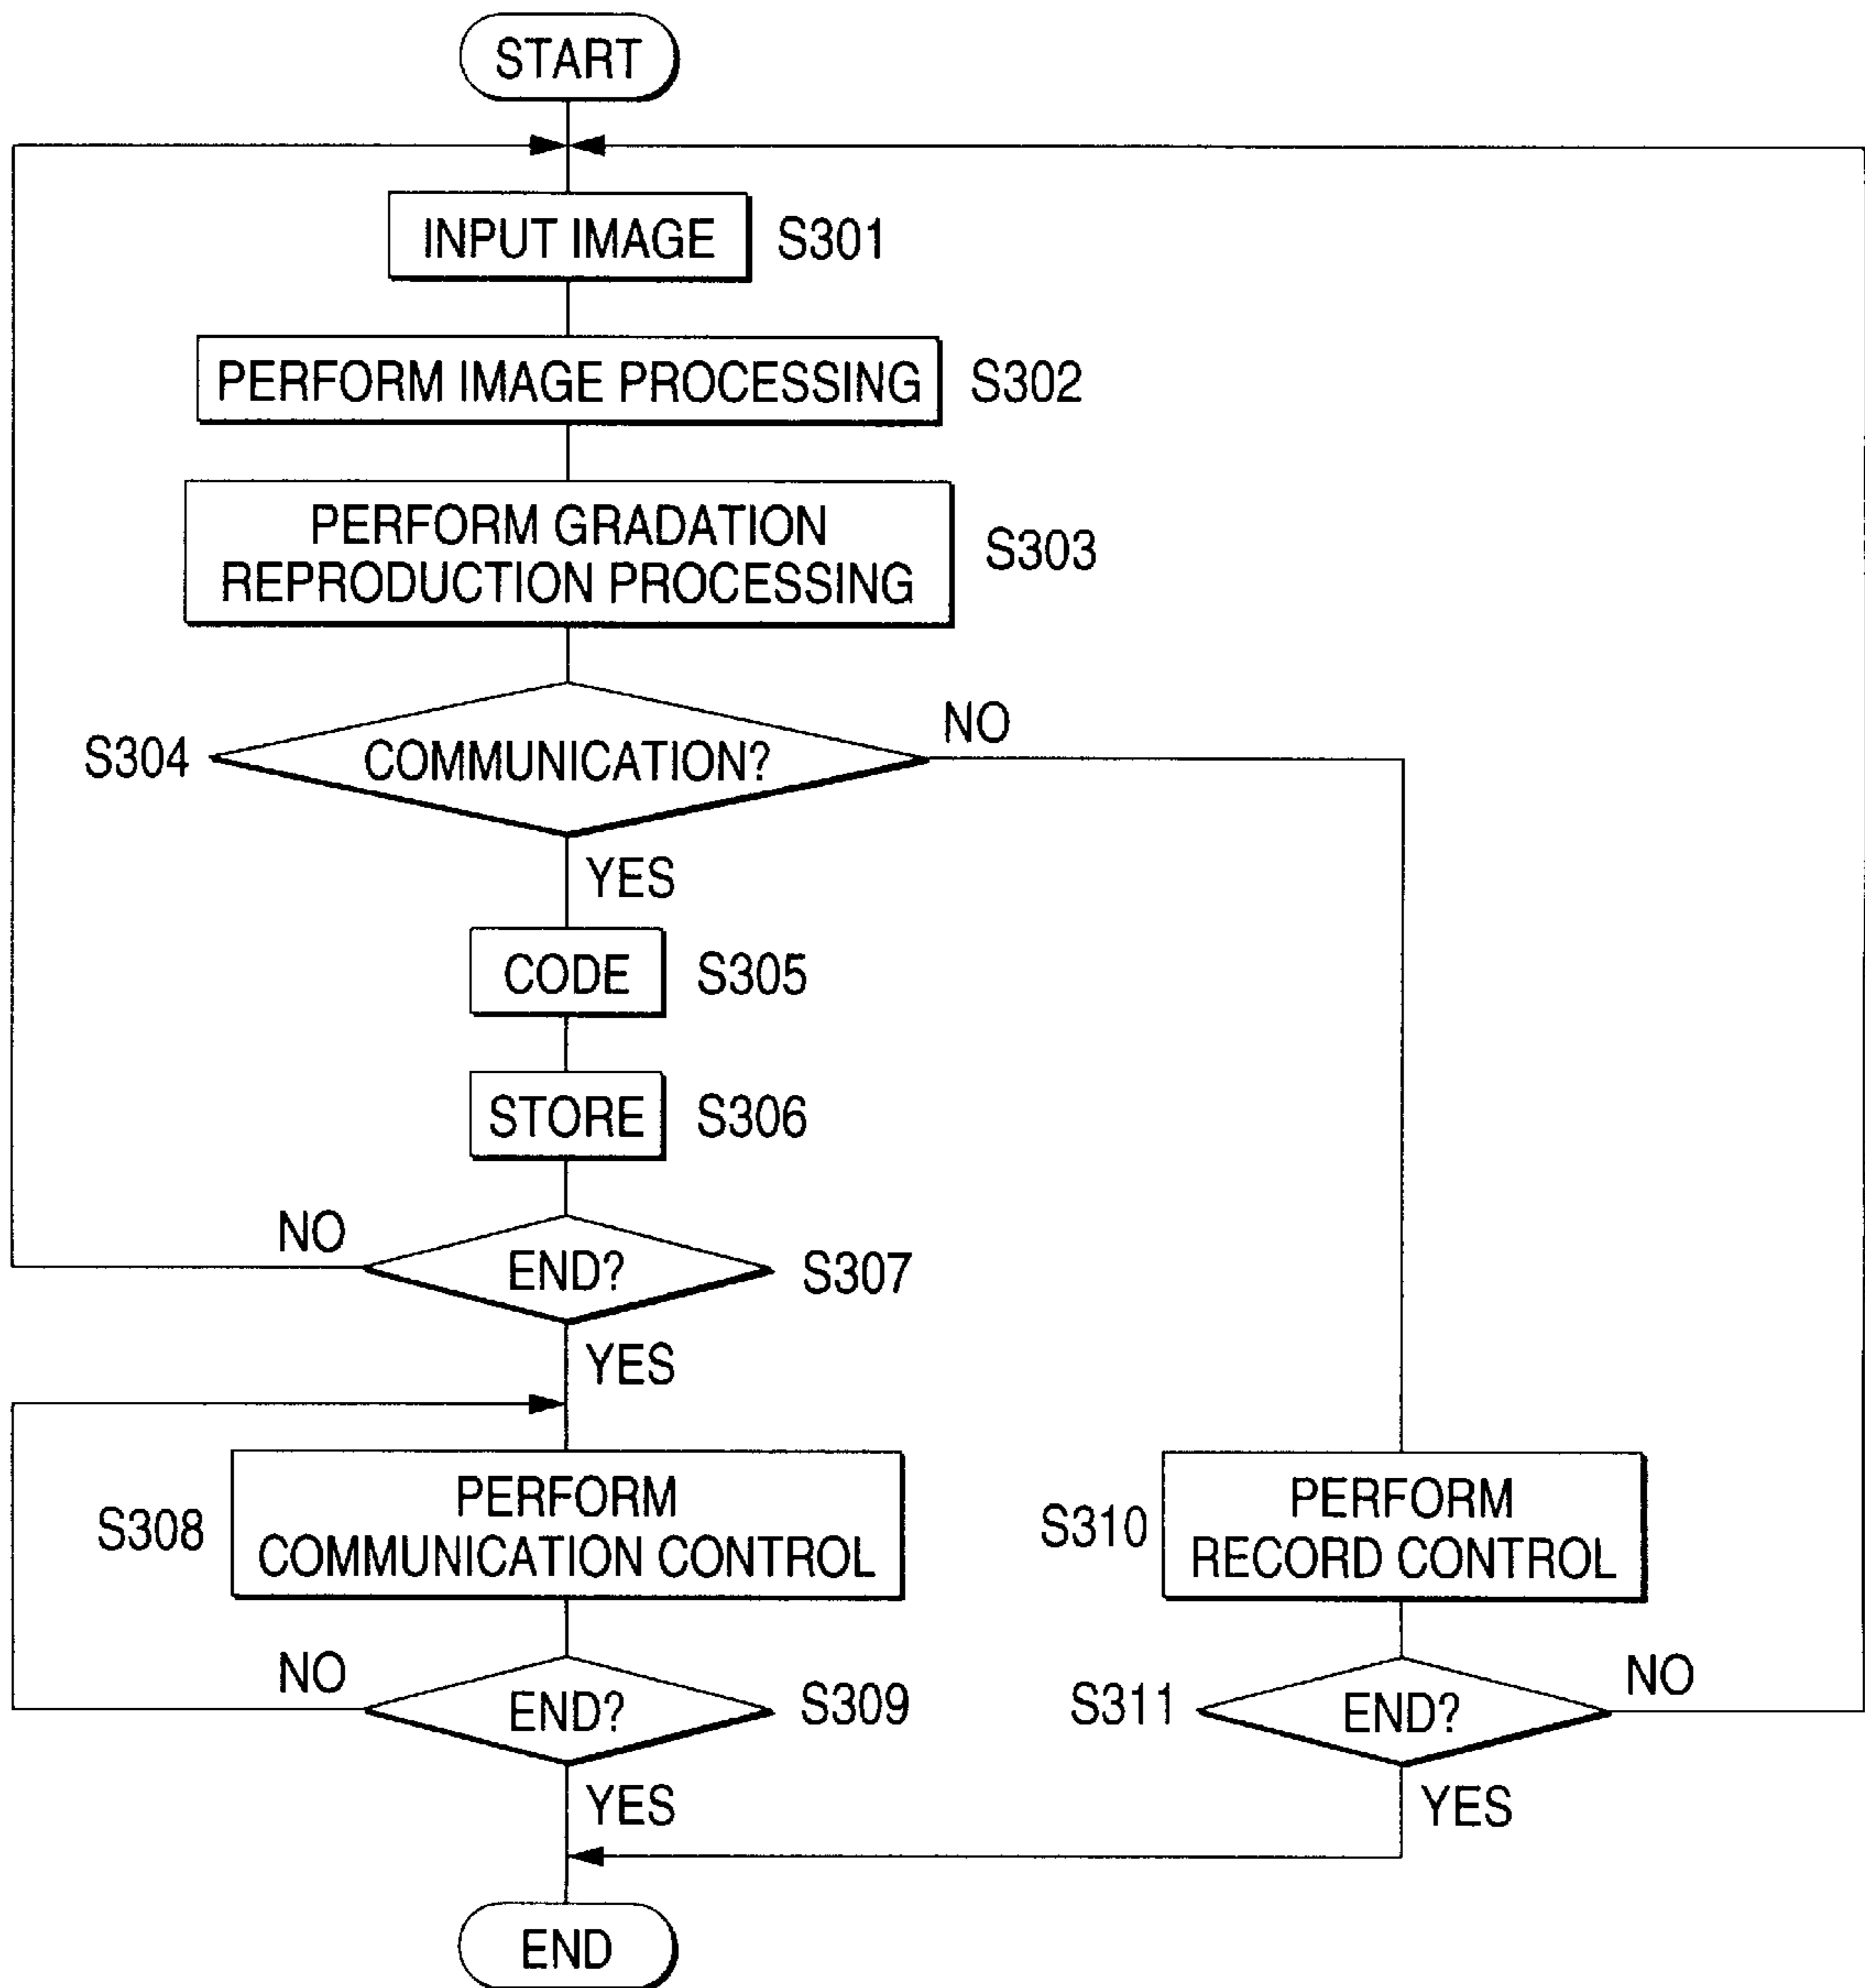 START
INPUT IMAGE S301
PERFORM IMAGE PROCESSING S302
PERFORM GRADATION
REPRODUCTION PROCESSING
S303
S304
COMMUNICATION?
NO
YES
CODE S305
STORE S306
NO
END?
S307
YES
S308
PERFORM
COMMUNICATION CONTROL
S310
PERFORM
RECORD CONTROL
NO
END?
S309
S311
END?
NO
YES
YES
END